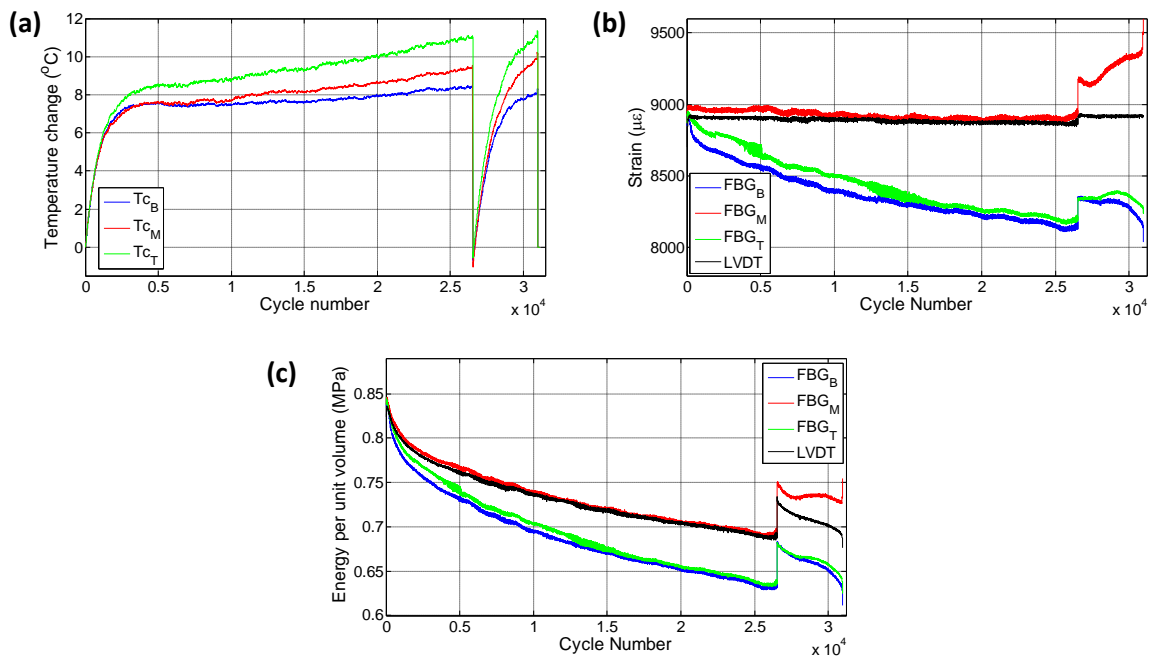 (a)
Temperature change (°C)
12
10
8
6
4
2
0
Tc_B
Tc_M
Tc_T
0 0.5 1 1.5 2 2.5 3
Cycle number
x 10^4
(b)
Strain (µε)
9500
9000
8500
8000
FBG_B
FBG_M
FBG_T
LVDT
0 0.5 1 1.5 2 2.5 3
Cycle Number
x 10^4
(c)
Energy per unit volume (MPa)
0.85
0.8
0.75
0.7
0.65
0.6
FBG_B
FBG_M
FBG_T
LVDT
0 0.5 1 1.5 2 2.5 3
Cycle Number
x 10^4